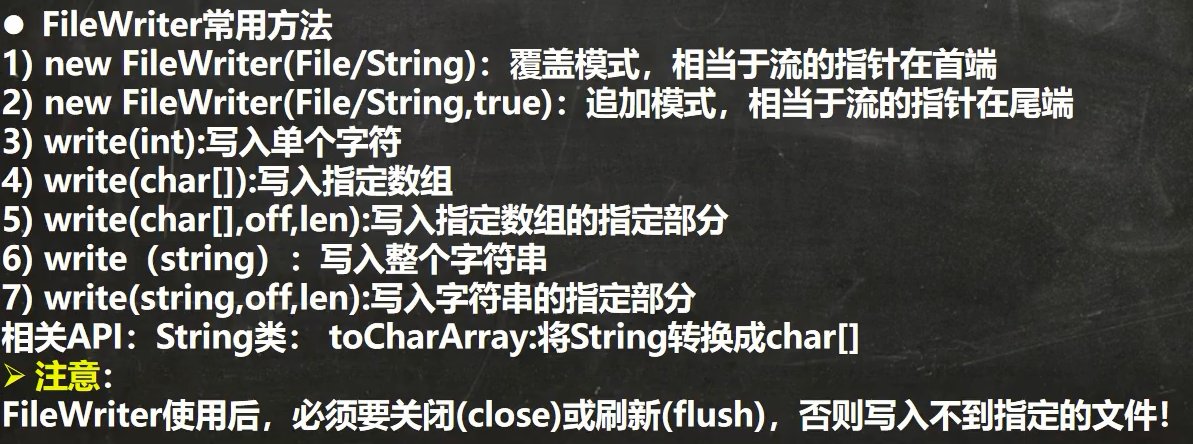 ● FileWriter常用方法
1) new FileWriter(File/String)：覆盖模式，相当于流的指针在首端
2) new FileWriter(File/String,true)：追加模式，相当于流的指针在尾端
3) write(int):写入单个字符
4) write(char[]):写入指定数组
5) write(char[],off,len):写入指定数组的指定部分
6) write（string）：写入整个字符串
7) write(string,off,len):写入字符串的指定部分
相关API：String类： toCharArray:将String转换成char[]
➢ 注意：
FileWriter使用后，必须要关闭(close)或刷新(flush)，否则写入不到指定的文件！